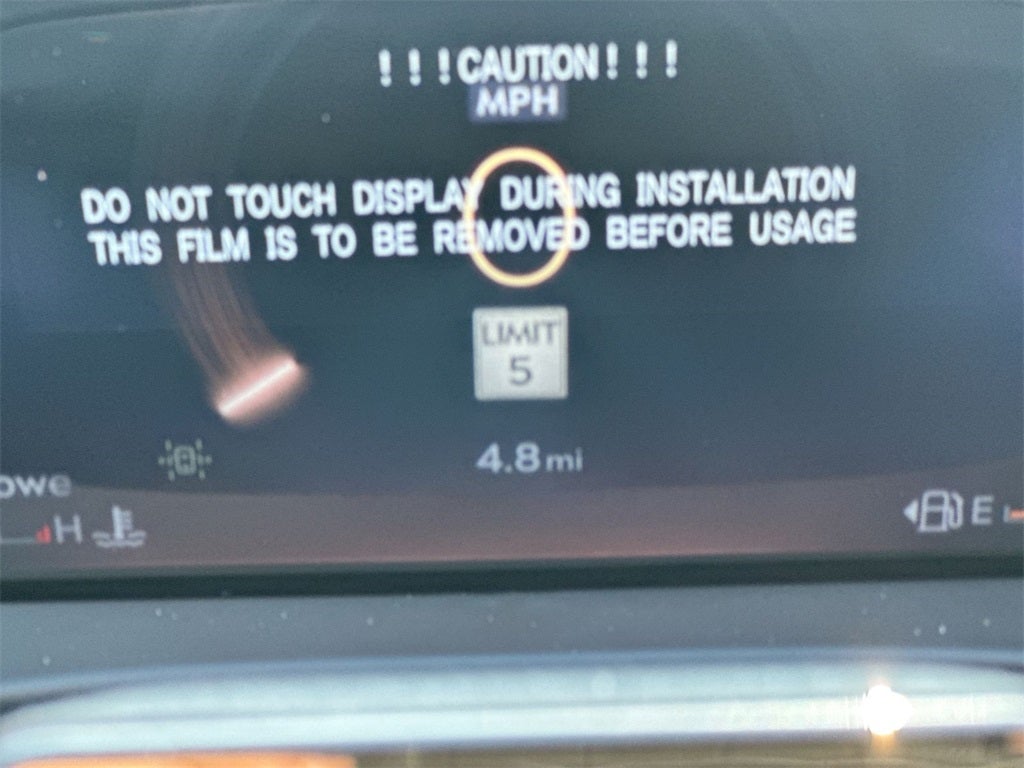 !!!CAUTION!!!
MPH
DO NOT TOUCH DISPLAY DURING INSTALLATION
THIS FILM IS TO BE REMOVED BEFORE USAGE
LIMIT
5
4.8 mi
owe
H
E